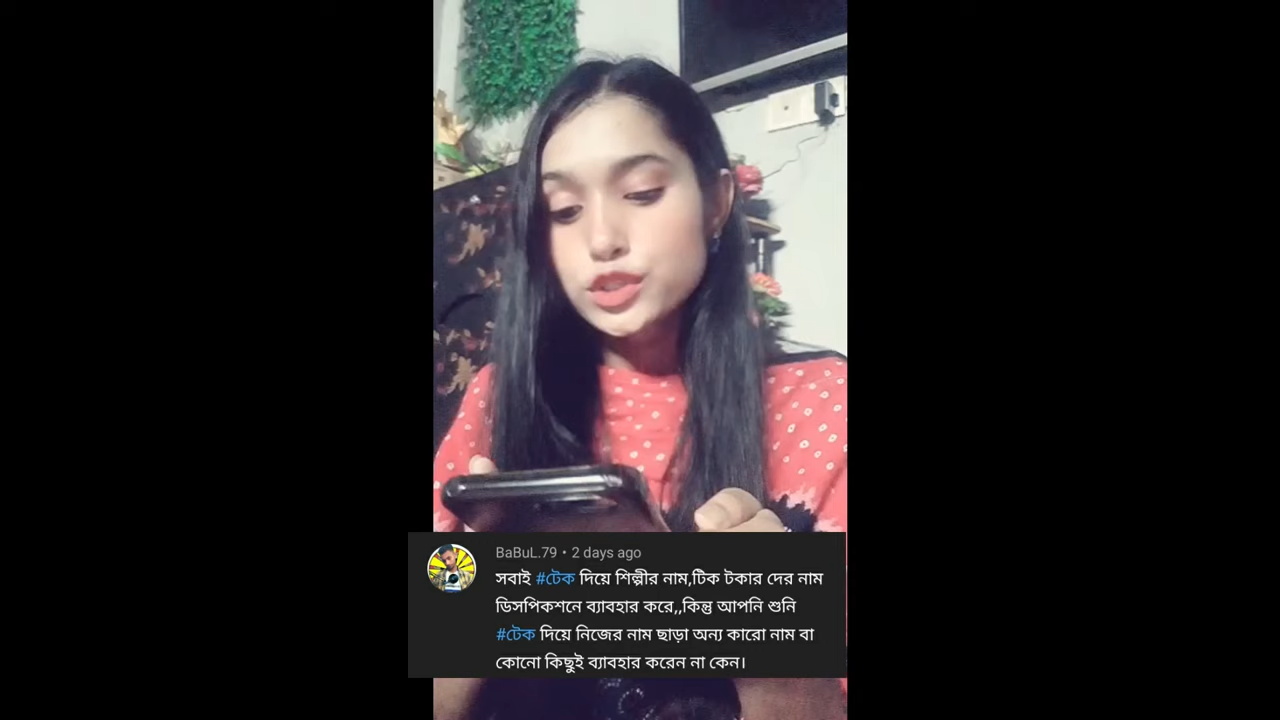 BaBuL.79 • 2 days ago
সবাই #টেক দিয়ে শিল্পীর নাম,টিক টকার দের নাম
ডিসপিকশনে ব্যাবহার করে,,কিন্তু আপনি শুনি
#টেক দিয়ে নিজের নাম ছাড়া অন্য কারো নাম বা
কোনো কিছুই ব্যাবহার করেন না কেন।